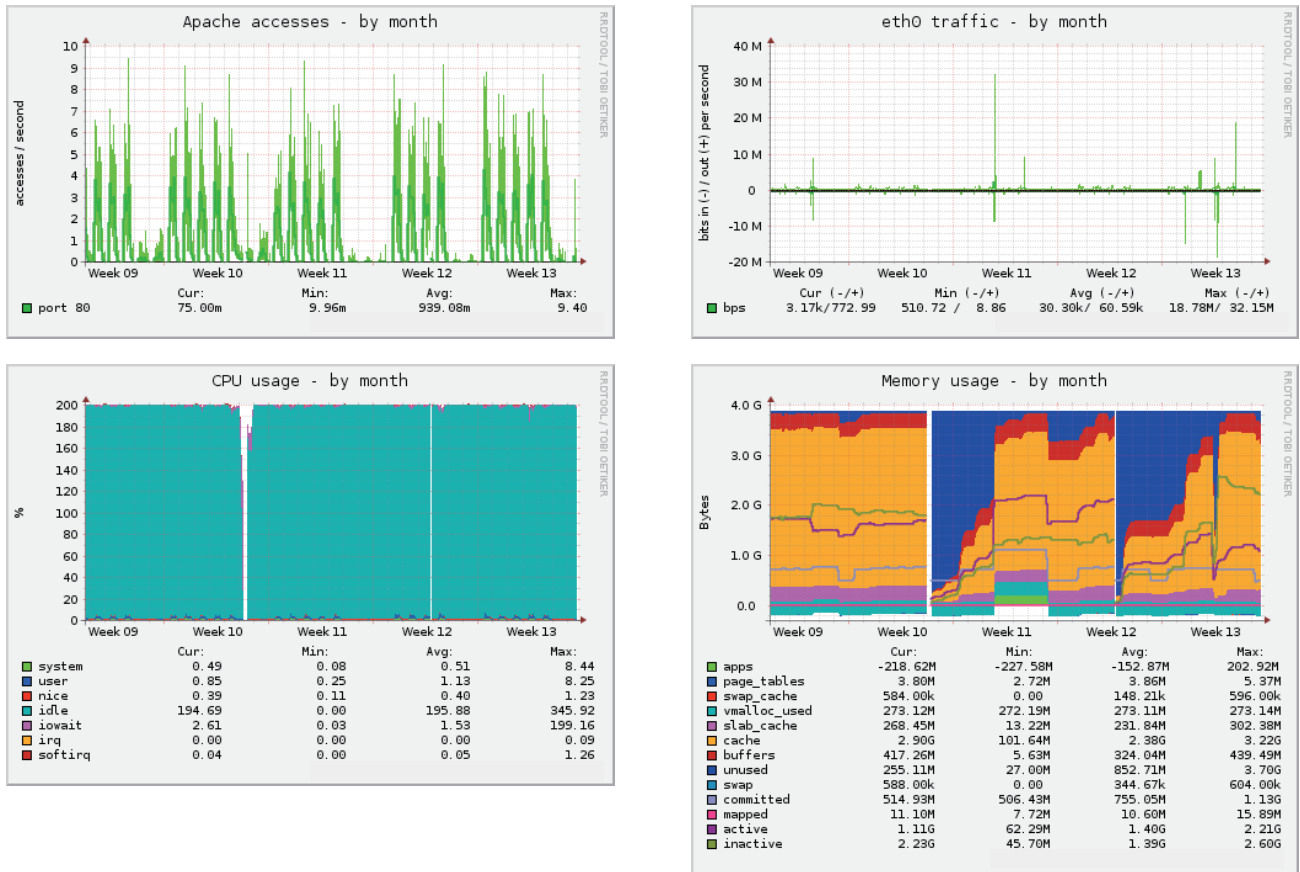 Apache accesses - by month
RRDTOOL / TOBI OETIKER
accesses / second
10
9
8
7
6
5
4
3
2
1
0
Week 09 Week 10 Week 11 Week 12 Week 13
Cur: Min: Avg: Max:
port 80 75.00m 9.96m 939.08m 9.40
eth0 traffic - by month
RRDTOOL / TOBI OETIKER
bits in (-) / out (+) per second
40 M
30 M
20 M
10 M
0
-10 M
-20 M
Week 09 Week 10 Week 11 Week 12 Week 13
Cur (-/+) Min (-/+) Avg (-/+) Max (-/+)
bps 3.17k/772.99 510.72 / 8.86 30.30k/ 60.59k 18.78M/ 32.15M
CPU usage - by month
RRDTOOL / TOBI OETIKER
%
200
180
160
140
120
100
80
60
40
20
0
Week 09 Week 10 Week 11 Week 12 Week 13
Cur: Min: Avg: Max:
system 0.49 0.08 0.51 8.44
user 0.85 0.25 1.13 8.25
nice 0.39 0.11 0.40 1.23
idle 194.69 0.00 195.88 345.92
iowait 2.61 0.03 1.53 199.16
irq 0.00 0.00 0.00 0.09
softirq 0.04 0.00 0.05 1.26
Memory usage - by month
RRDTOOL / TOBI OETIKER
Bytes
4.0 G
3.0 G
2.0 G
1.0 G
0.0
Week 09 Week 10 Week 11 Week 12 Week 13
Cur: Min: Avg: Max:
apps -218.62M -227.58M -152.87M 202.92M
page_tables 3.80M 2.72M 3.86M 5.37M
swap_cache 584.00k 0.00 148.21k 596.00k
vmalloc_used 273.12M 272.19M 273.11M 273.14M
slab_cache 268.45M 13.22M 231.84M 302.38M
cache 2.90G 101.64M 2.38G 3.22G
buffers 417.26M 5.63M 324.04M 439.49M
unused 255.11M 27.00M 852.71M 3.70G
swap 588.00k 0.00 344.67k 604.00k
committed 514.93M 506.43M 755.05M 1.13G
mapped 11.10M 7.72M 10.60M 15.89M
active 1.11G 62.29M 1.40G 2.21G
inactive 2.23G 45.70M 1.39G 2.60G